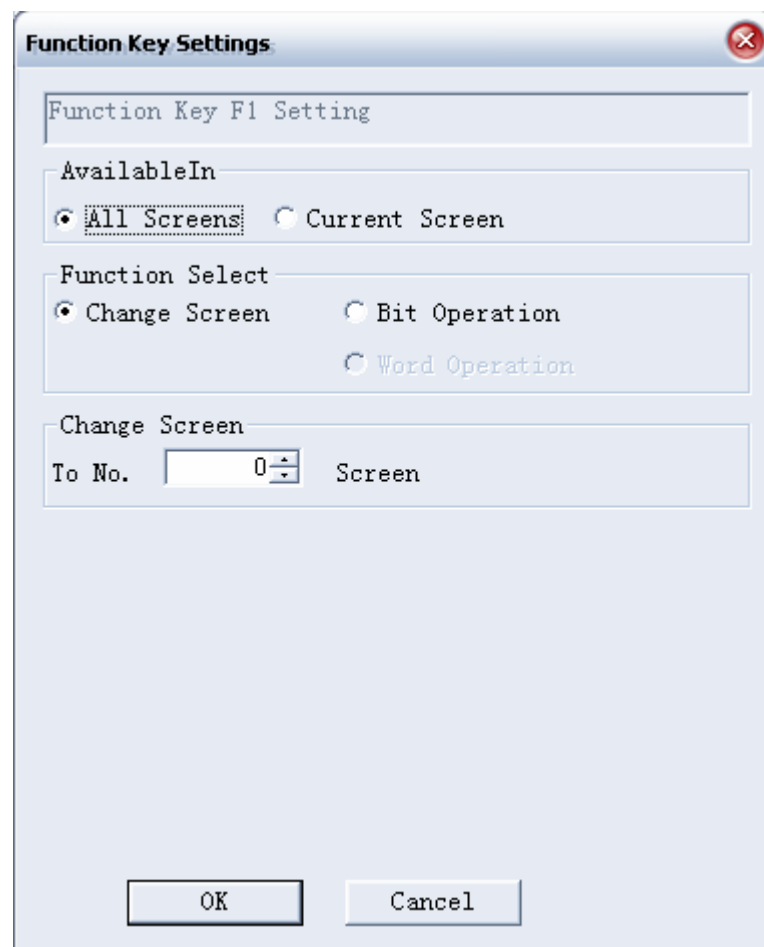 Function Key Settings
Function Key F1 Setting
AvailableIn
All Screens Current Screen
Function Select
Change Screen Bit Operation
Word Operation
Change Screen
To No. 0 Screen
OK Cancel